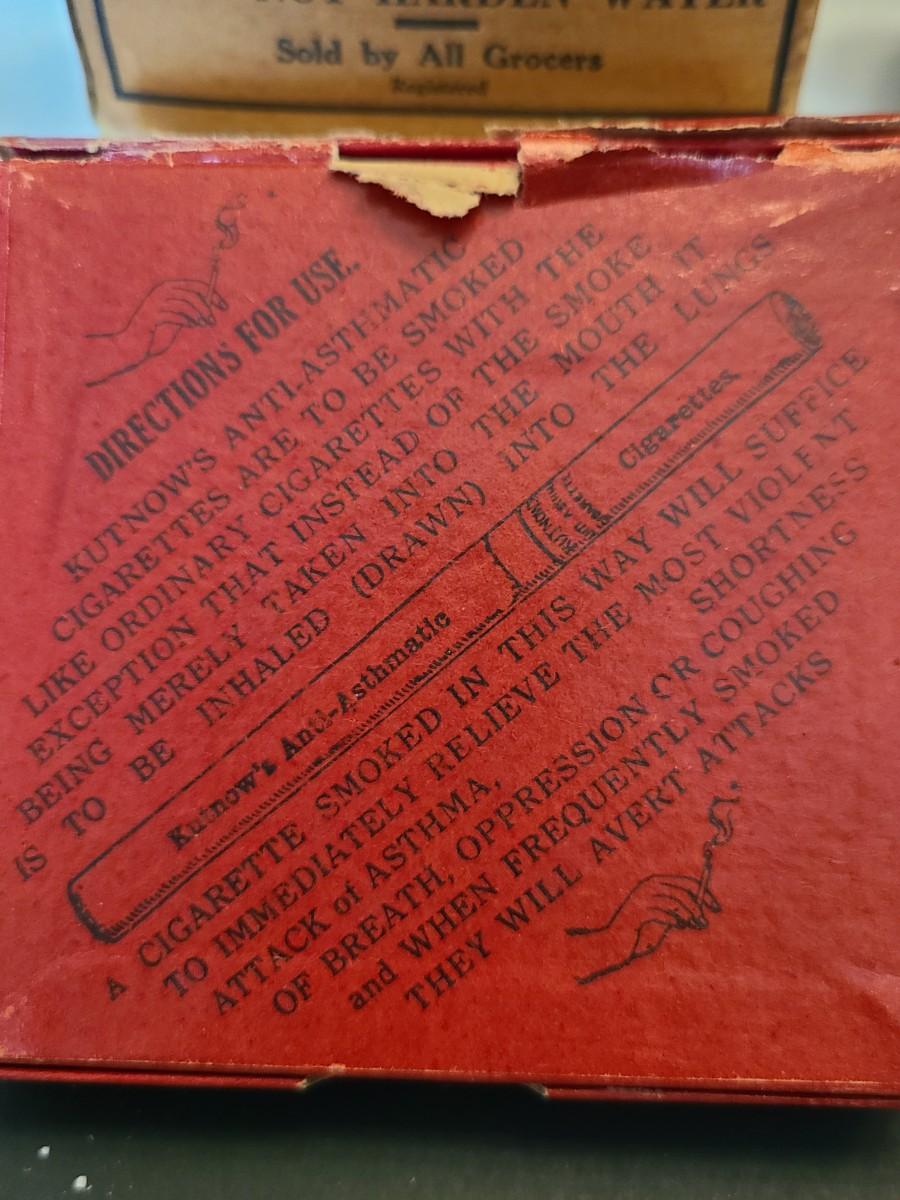 HARDEN WATER
Sold by All Grocers
Registered
DIRECTIONS FOR USE.
KUTNOW'S ANTI-ASTHMATIC
CIGARETTES ARE TO BE SMOKED
LIKE ORDINARY CIGARETTES WITH THE
EXCEPTION THAT INSTEAD OF THE SMOKE
BEING MERELY TAKEN INTO THE MOUTH IT
IS TO BE INHALED (DRAWN) INTO THE LUNGS
Kutnow's Anti-Asthmatic Cigarettes
A CIGARETTE SMOKED IN THIS WAY WILL SUFFICE
TO IMMEDIATELY RELIEVE THE MOST VIOLENT
ATTACK of ASTHMA, SHORTNESS
OF BREATH, OPPRESSION OR COUGHING
and WHEN FREQUENTLY SMOKED
THEY WILL AVERT ATTACKS